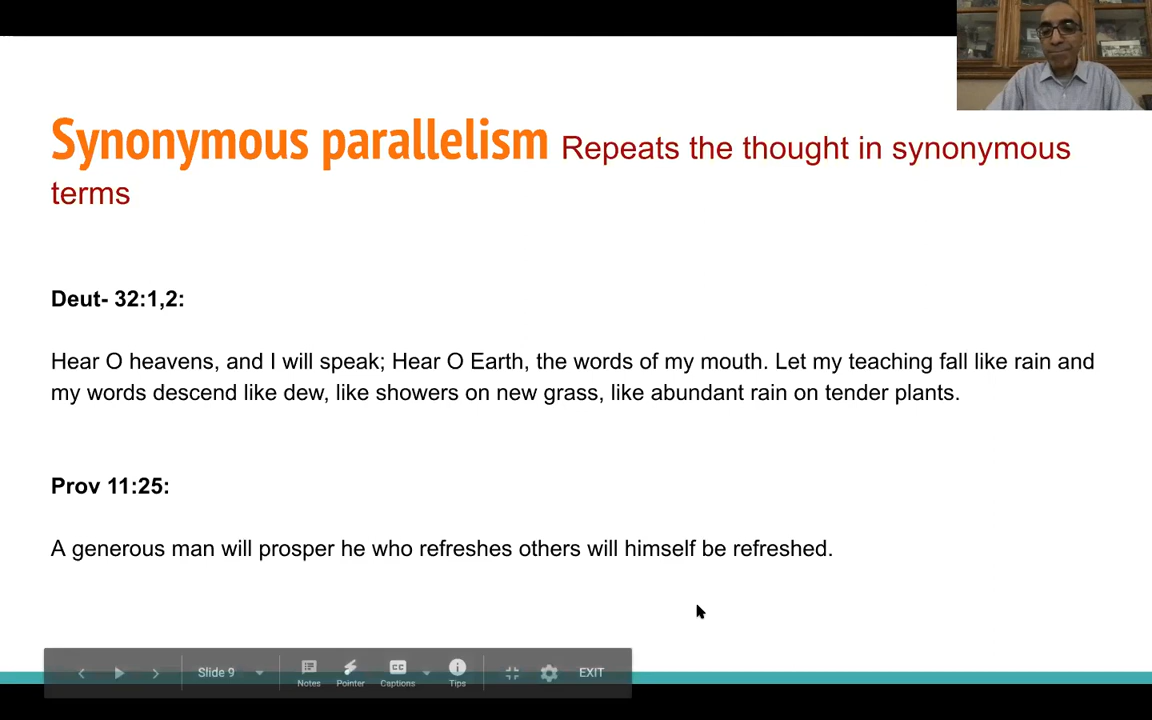 Synonymous parallelism Repeats the thought in synonymous
terms
Deut- 32:1,2:
Hear O heavens, and I will speak; Hear O Earth, the words of my mouth. Let my teaching fall like rain and
my words descend like dew, like showers on new grass, like abundant rain on tender plants.
Prov 11:25:
A generous man will prosper he who refreshes others will himself be refreshed.
Slide 9
Notes
Pointer
CC
Captions
Tips
EXIT